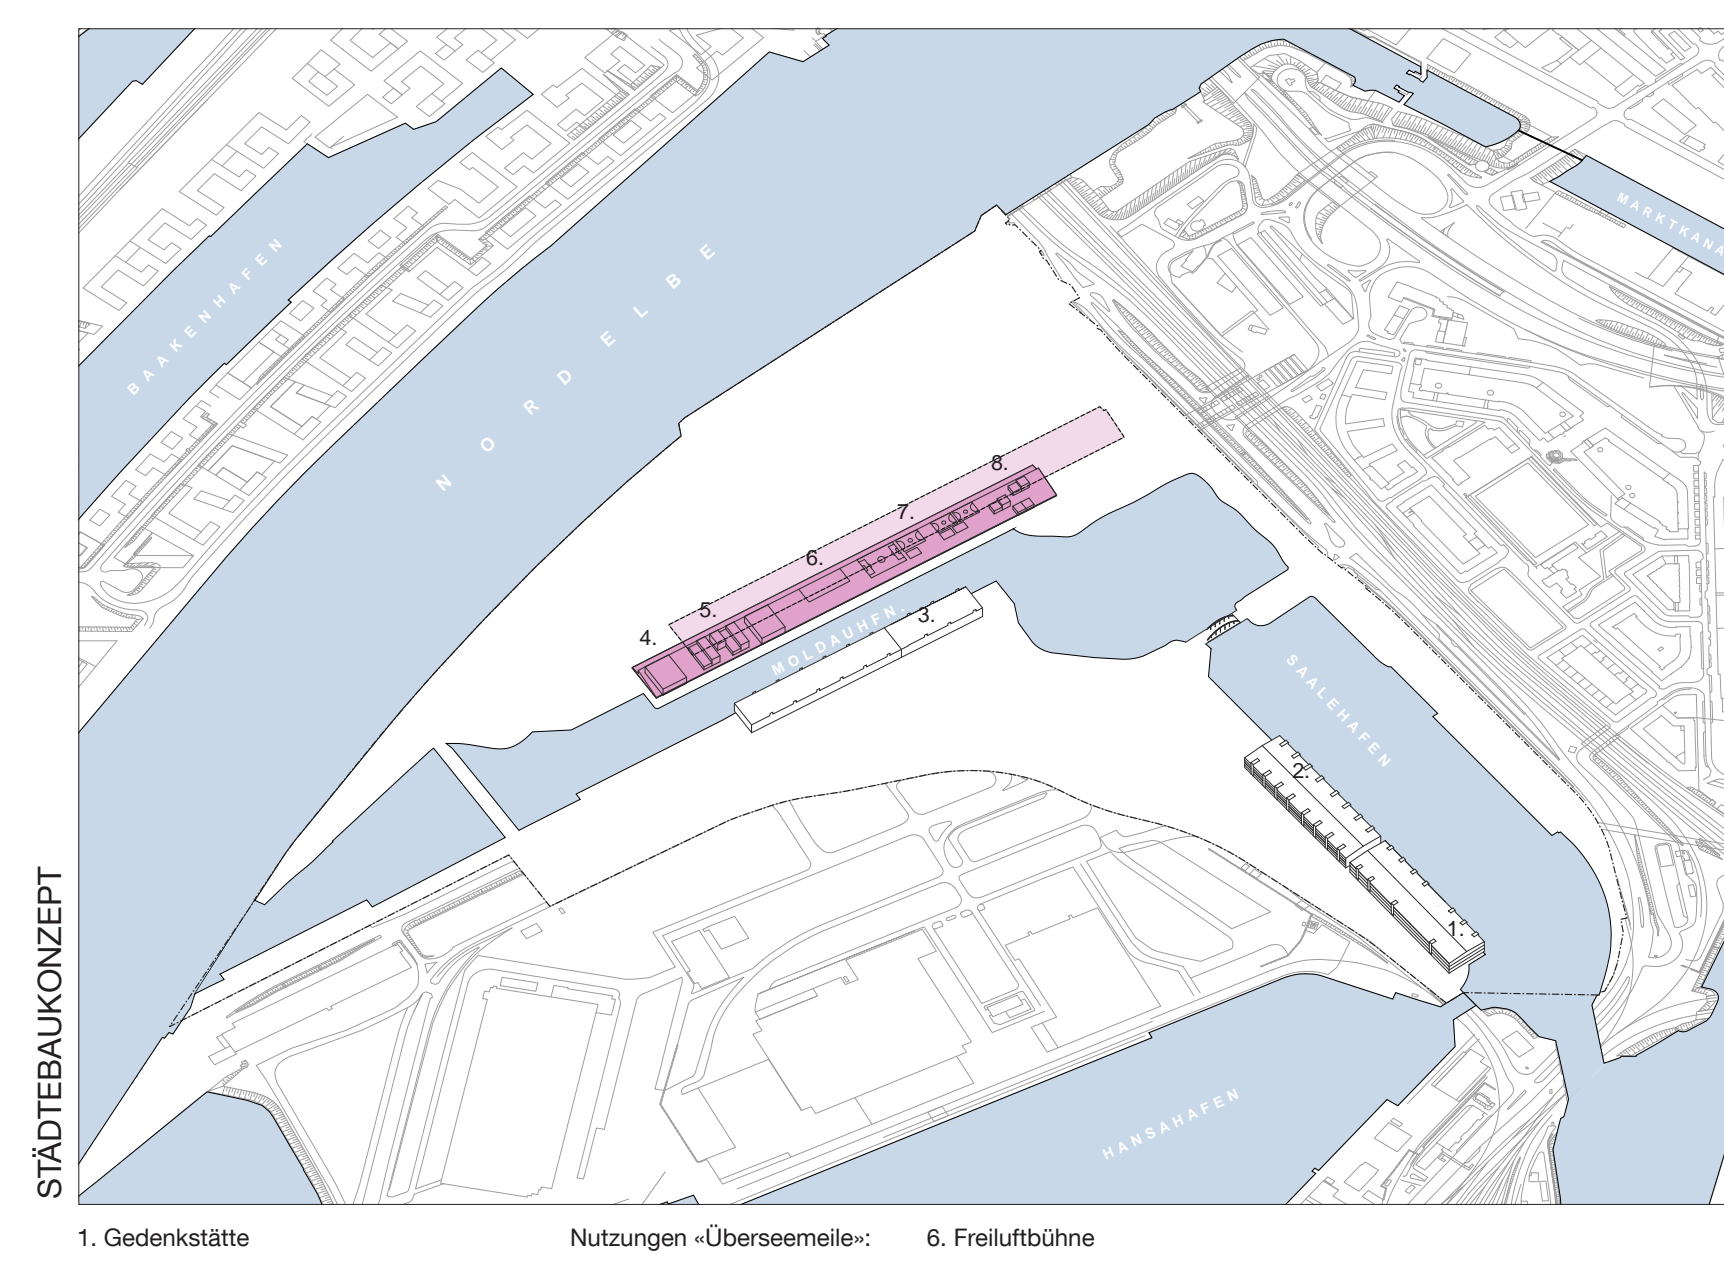 STÄDTEBAUKONZEPT
BAAKENHAFEN
NORDELBE
MARKTKANA
8.
7.
6.
5.
4.
3.
MOLDAUHFN.
SAALEHAFEN
2.
1.
HANSAHAFEN
1. Gedenkstätte
Nutzungen «Überseemeile»:
6. Freiluftbühne